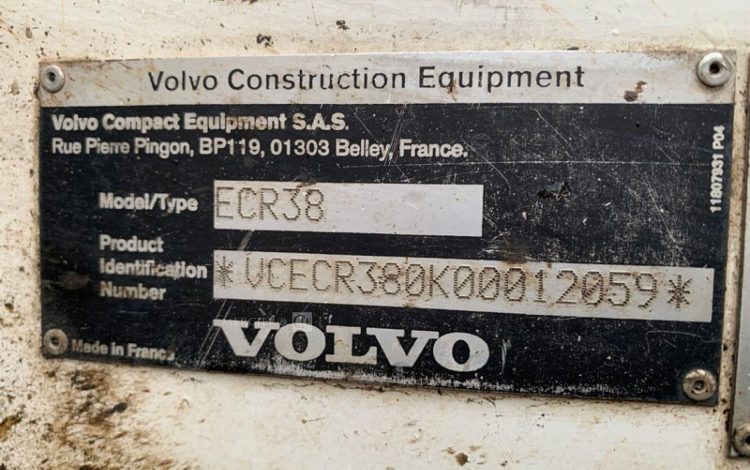 Volvo Construction Equipment
Volvo Compact Equipment S.A.S.
Rue Pierre Pingon, BP119, 01303 Belley, France.
Model/Type ECR38
Product
Identification
Number
*VCECR380K00012059*
VOLVO
Made in France
11807931 P04